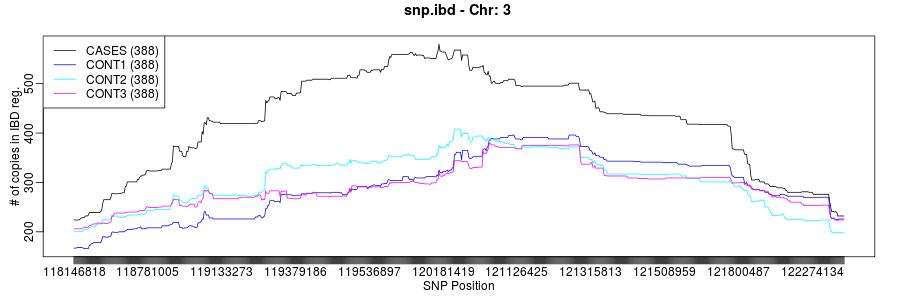 snp.ibd - Chr: 3
CASES (388)
CONT1 (388)
CONT2 (388)
CONT3 (388)
# of copies in IBD reg.
500
400
300
200
118146818 118781005 119133273 119379186 119536897 120181419 121126425 121315813 121508959 121800487 122274134
SNP Position